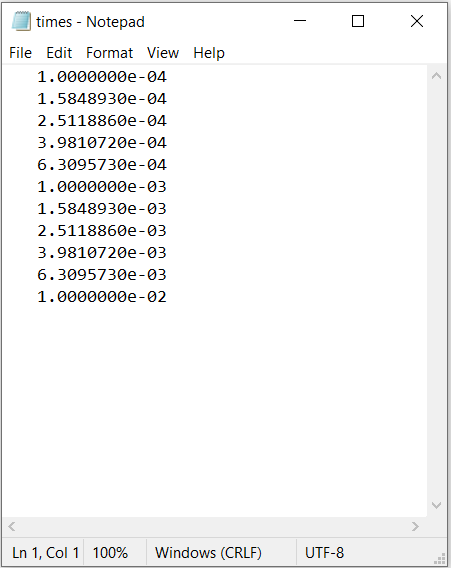 times - Notepad
File Edit Format View Help
1.0000000e-04
1.5848930e-04
2.5118860e-04
3.9810720e-04
6.3095730e-04
1.0000000e-03
1.5848930e-03
2.5118860e-03
3.9810720e-03
6.3095730e-03
1.0000000e-02
Ln 1, Col 1 100% Windows (CRLF) UTF-8